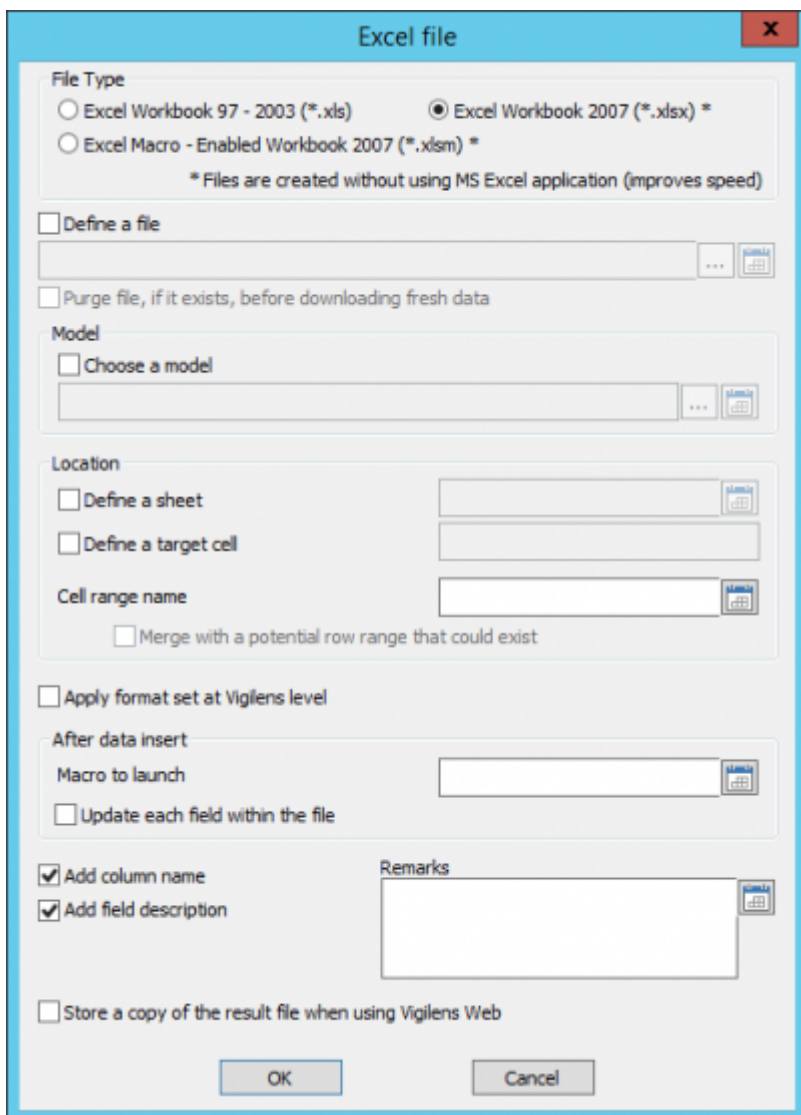 Excel file
x
File Type
Excel Workbook 97 - 2003 (*.xls) Excel Workbook 2007 (*.xlsx) *
Excel Macro - Enabled Workbook 2007 (*.xlsm) *
* Files are created without using MS Excel application (improves speed)
Define a file
...
Purge file, if it exists, before downloading fresh data
Model
Choose a model
...
Location
Define a sheet
Define a target cell
Cell range name
Merge with a potential row range that could exist
Apply format set at Vigilens level
After data insert
Macro to launch
Update each field within the file
Add column name Remarks
Add field description
Store a copy of the result file when using Vigilens Web
OK Cancel